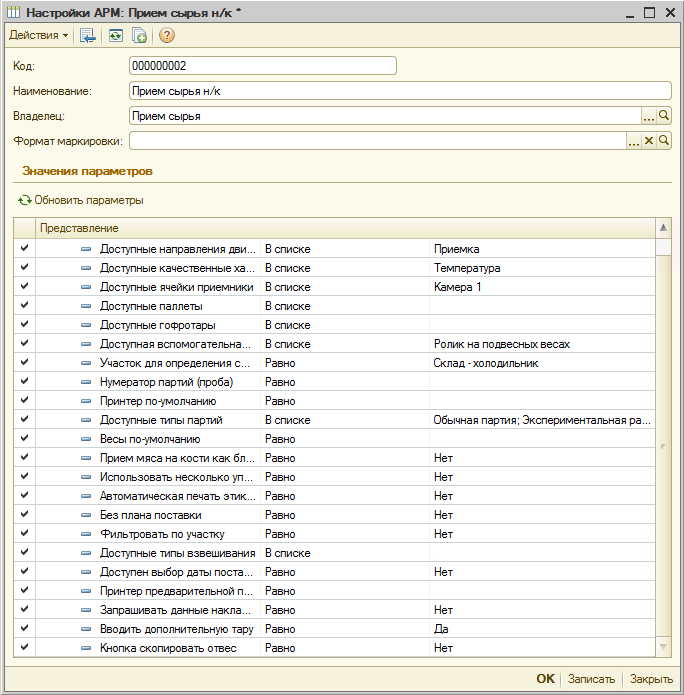 Настройки АРМ: Прием сырья н/к *
Действия
Код: 000000002
Наименование: Прием сырья н/к
Владелец: Прием сырья ...
Формат маркировки: ...
Значения параметров
Обновить параметры
Представление
Доступные направления дви... В списке Приемка
Доступные качественные ха... В списке Температура
Доступные ячейки приемники В списке Камера 1
Доступные паллеты В списке
Доступные гофротары В списке
Доступная вспомогательна... В списке Ролик на подвесных весах
Участок для определения с... Равно Склад - холодильник
Нумератор партий (проба) Равно
Принтер по-умолчанию Равно
Доступные типы партий В списке Обычная партия; Экспериментальная ра...
Весы по-умолчанию Равно
Прием мяса на кости как бл... Равно Нет
Использовать несколько уп... Равно Нет
Автоматическая печать этик... Равно Нет
Без плана поставки Равно Нет
Фильтровать по участку Равно Нет
Доступные типы взвешивания В списке
Доступен выбор даты поста... Равно Нет
Принтер предварительной п... Равно
Запрашивать данные накла... Равно Нет
Вводить дополнительную тару Равно Да
Кнопка скопировать отвес Равно Нет
OK Записать Закрыть